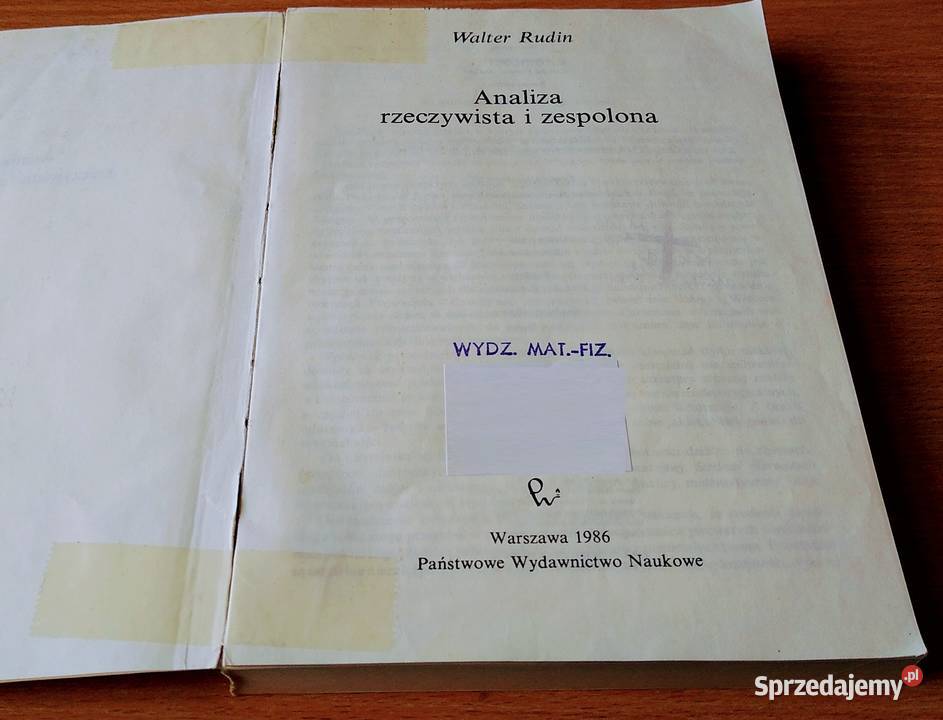 Walter Rudin
Analiza
rzeczywista i zespolona
WYDZ. MAT.-FIZ.
Warszawa 1986
Państwowe Wydawnictwo Naukowe
Sprzedajemy.pl